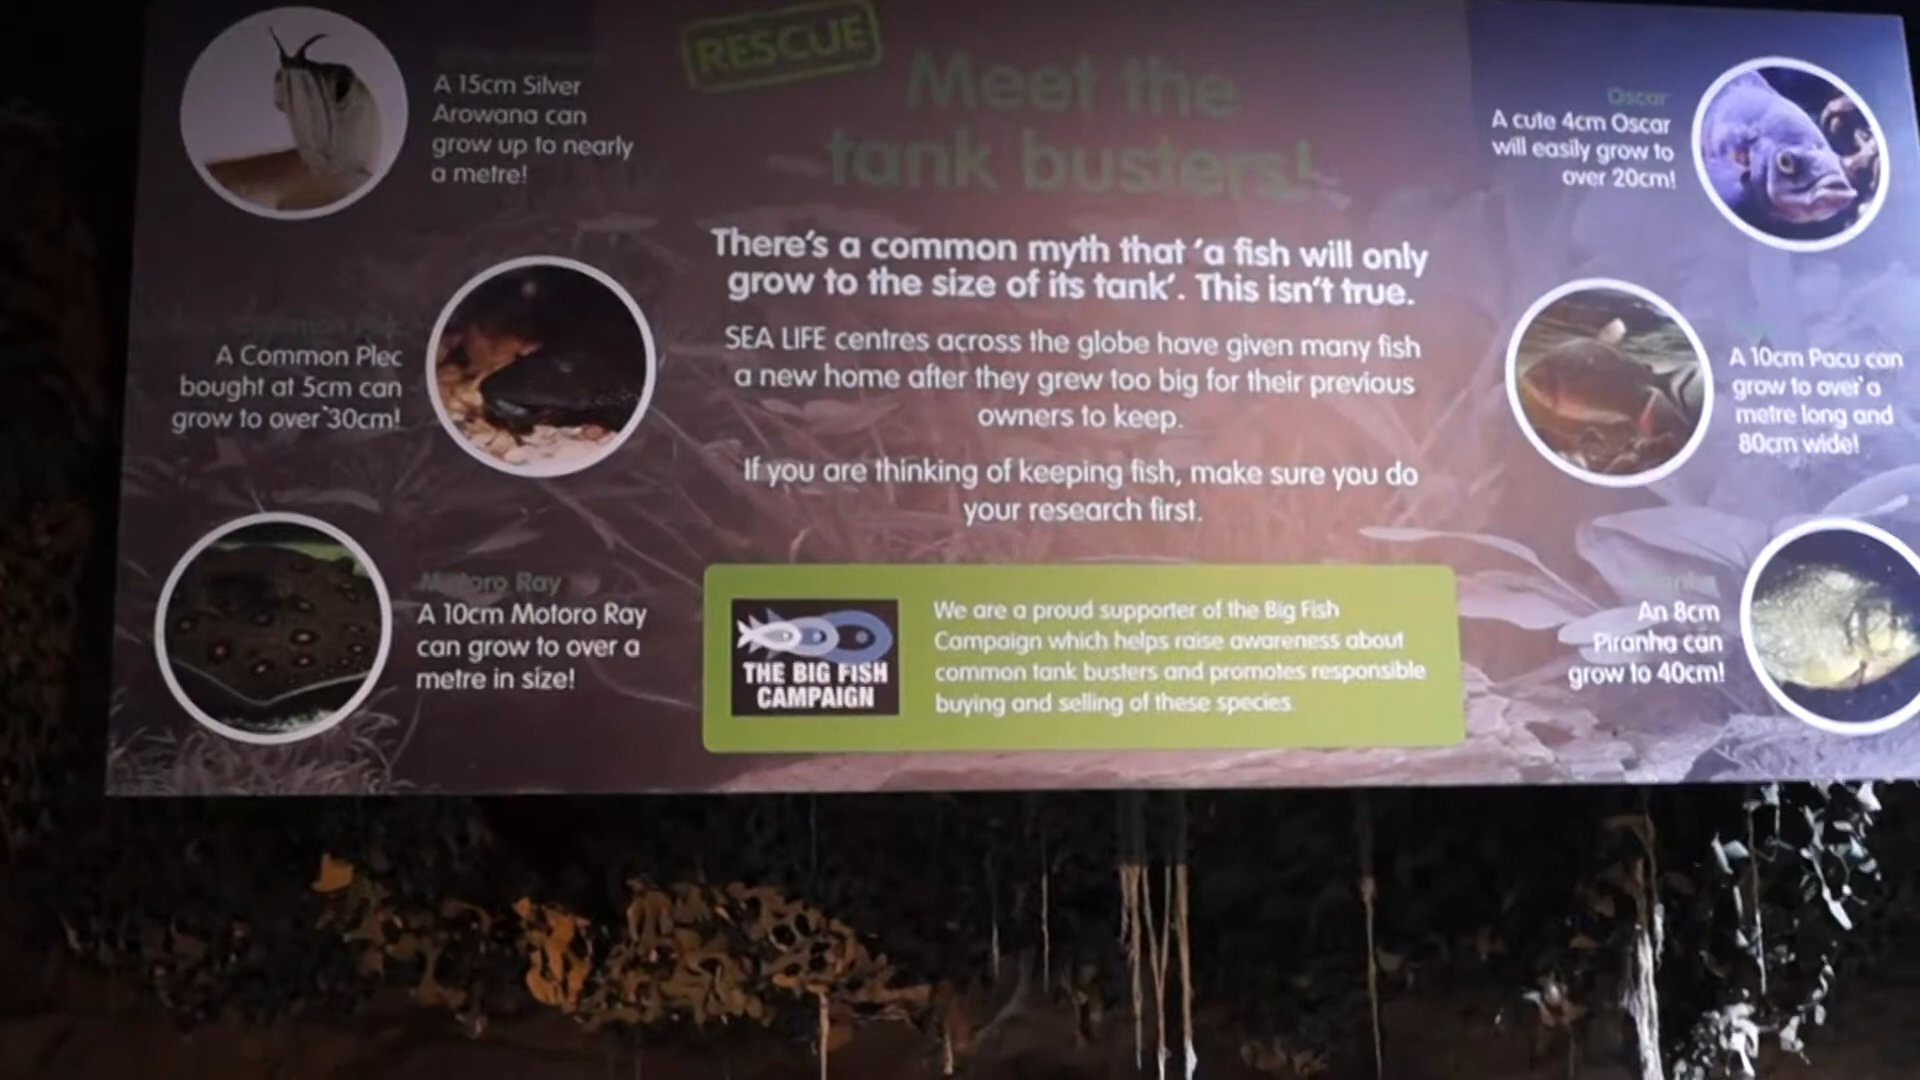 A 15cm Silver
Arowana can
grow up to nearly
a metre!
A Common Plec
bought at 5cm can
grow to over 30cm!
Motoro Ray
A 10cm Motoro Ray
can grow to over a
metre in size!
RESCUE
Meet the
tank busters!
There's a common myth that 'a fish will only
grow to the size of its tank'. This isn't true.
SEA LIFE centres across the globe have given many fish
a new home after they grew too big for their previous
owners to keep.
If you are thinking of keeping fish, make sure you do
your research first.
THE BIG FISH
CAMPAIGN
We are a proud supporter of the Big Fish
Campaign which helps raise awareness about
common tank busters and promotes responsible
buying and selling of these species.
Oscar
A cute 4cm Oscar
will easily grow to
over 20cm!
A 10cm Pacu can
grow to over a
metre long and
80cm wide!
An 8cm
Piranha can
grow to 40cm!